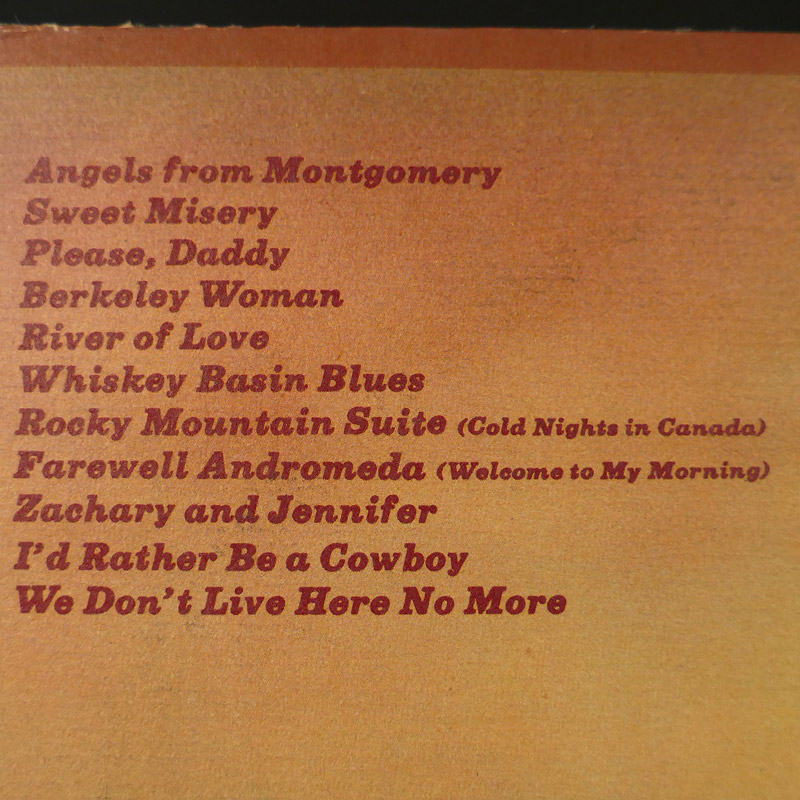 Angels from Montgomery
Sweet Misery
Please, Daddy
Berkeley Woman
River of Love
Whiskey Basin Blues
Rocky Mountain Suite (Cold Nights in Canada)
Farewell Andromeda (Welcome to My Morning)
Zachary and Jennifer
I'd Rather Be a Cowboy
We Don't Live Here No More